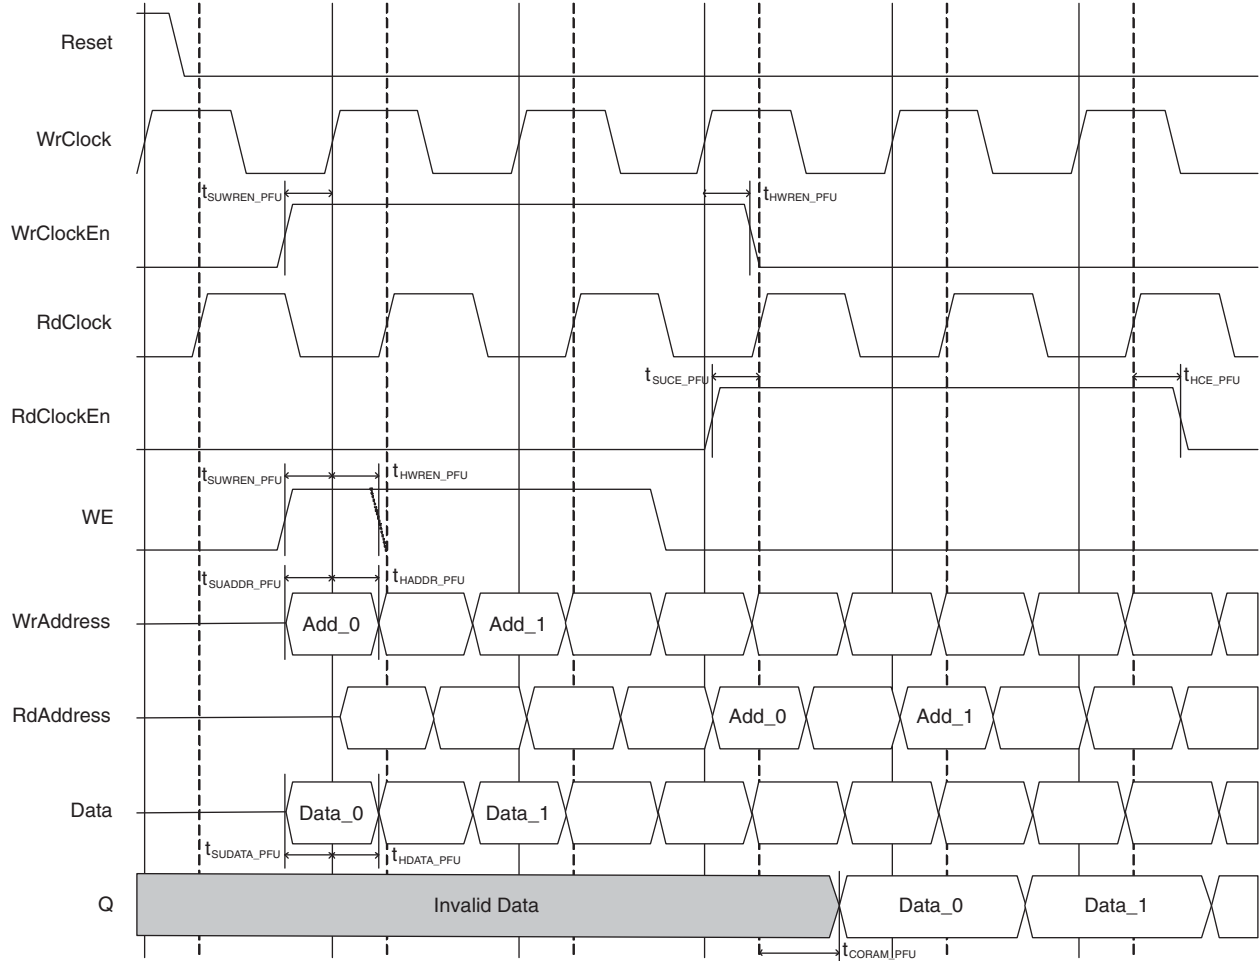 Reset
WrClock
tSUWREN_PFU tHWREN_PFU
WrClockEn
RdClock
tSUCE_PFU tHCE_PFU
RdClockEn
tSUWREN_PFU tHWREN_PFU
WE
tSUADDR_PFU tHADDR_PFU
WrAddress Add_0 Add_1
RdAddress Add_0 Add_1
Data Data_0 Data_1
tSUDATA_PFU tHDATA_PFU
Q Invalid Data Data_0 Data_1
tCORAM_PFU